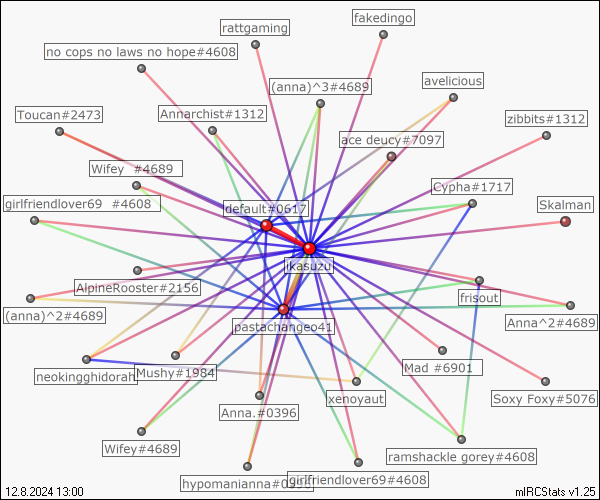 fakedingo
rattgaming
no cops no laws no hope#4608
avelicious
(anna)^3#4689
Toucan#2473
Annarchist#1312
zibbits#1312
ace deucy#7097
Wifey  #4689
Cypha#1717
girlfriendlover69  #4608
default#0617
Skalman
ikasuzu
AlpineRooster#2156
frisout
(anna)^2#4689
pastachangeo41
Anna^2#4689
neokingghidorah
Mushy#1984
Mad #6901
xenoyaut
Soxy Foxy#5076
Anna.#0396
Wifey#4689
ramshackle gorey#4608
hypomanianna
girlfriendlover69#4608
12.8.2024 13:00
mIRCStats v1.25